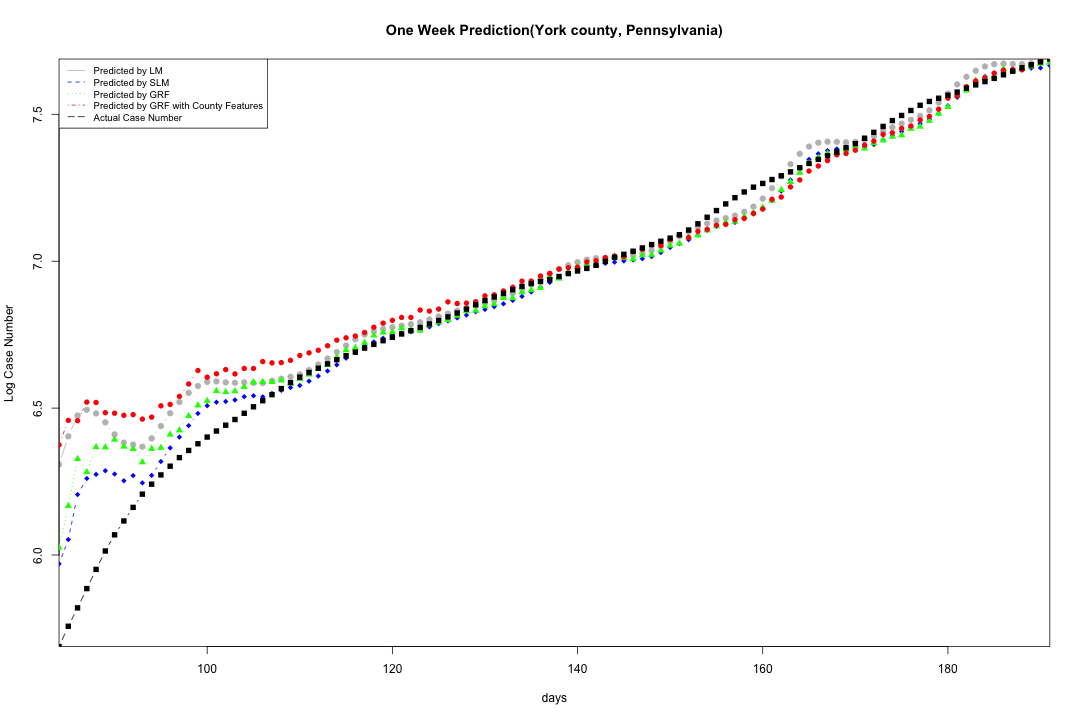 One Week Prediction(York county, Pennsylvania)
Predicted by LM
Predicted by SLM
Predicted by GRF
Predicted by GRF with County Features
Actual Case Number
7.5
7.0
6.5
6.0
Log Case Number
100 120 140 160 180
days